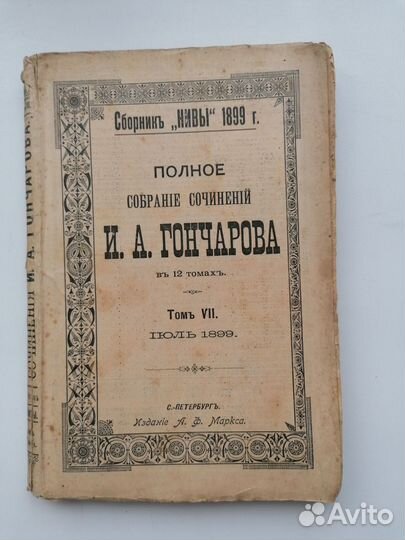 Сборникъ „НИВЫ" 1899 г.
ПОЛНОЕ
СОБРАНІЕ СОЧИНЕНІЙ
И. А. ГОНЧАРОВА
въ 12 томахъ.
Томъ VII.
ІЮЛЬ 1899.
С.-ПЕТЕРБУРГЪ.
Изданіе А. Ф. Маркса.
СОЧИНЕНІЯ И. А. ГОНЧАРОВА.
Avito